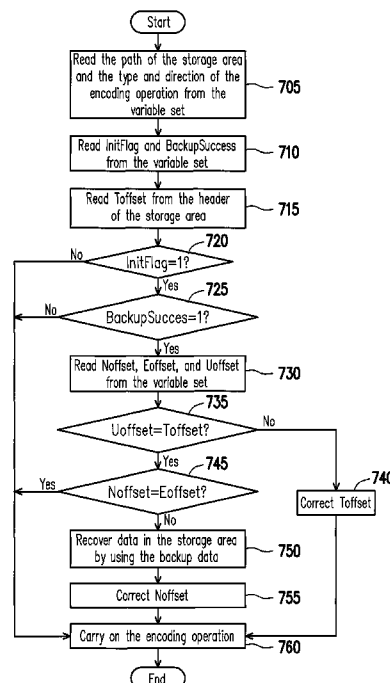 Start
Read the path of the storage area
and the type and direction of the
encoding operation from the
variable set
705
Read InitFlag and BackupSuccess
from the variable set
710
Read Toffset from the header
of the storage area
715
720
No
InitFlag=1?
Yes
725
No
BackupSucces=1?
Yes
Read Noffset, Eoffset, and Uoffset
from the variable set
730
735
Uoffset=Toffset?
No
Yes
745
740
Yes
Noffset=Eoffset?
Correct Toffset
No
Recover data in the storage area
by using the backup data
750
Correct Noffset
755
Carry on the encoding operation
760
End